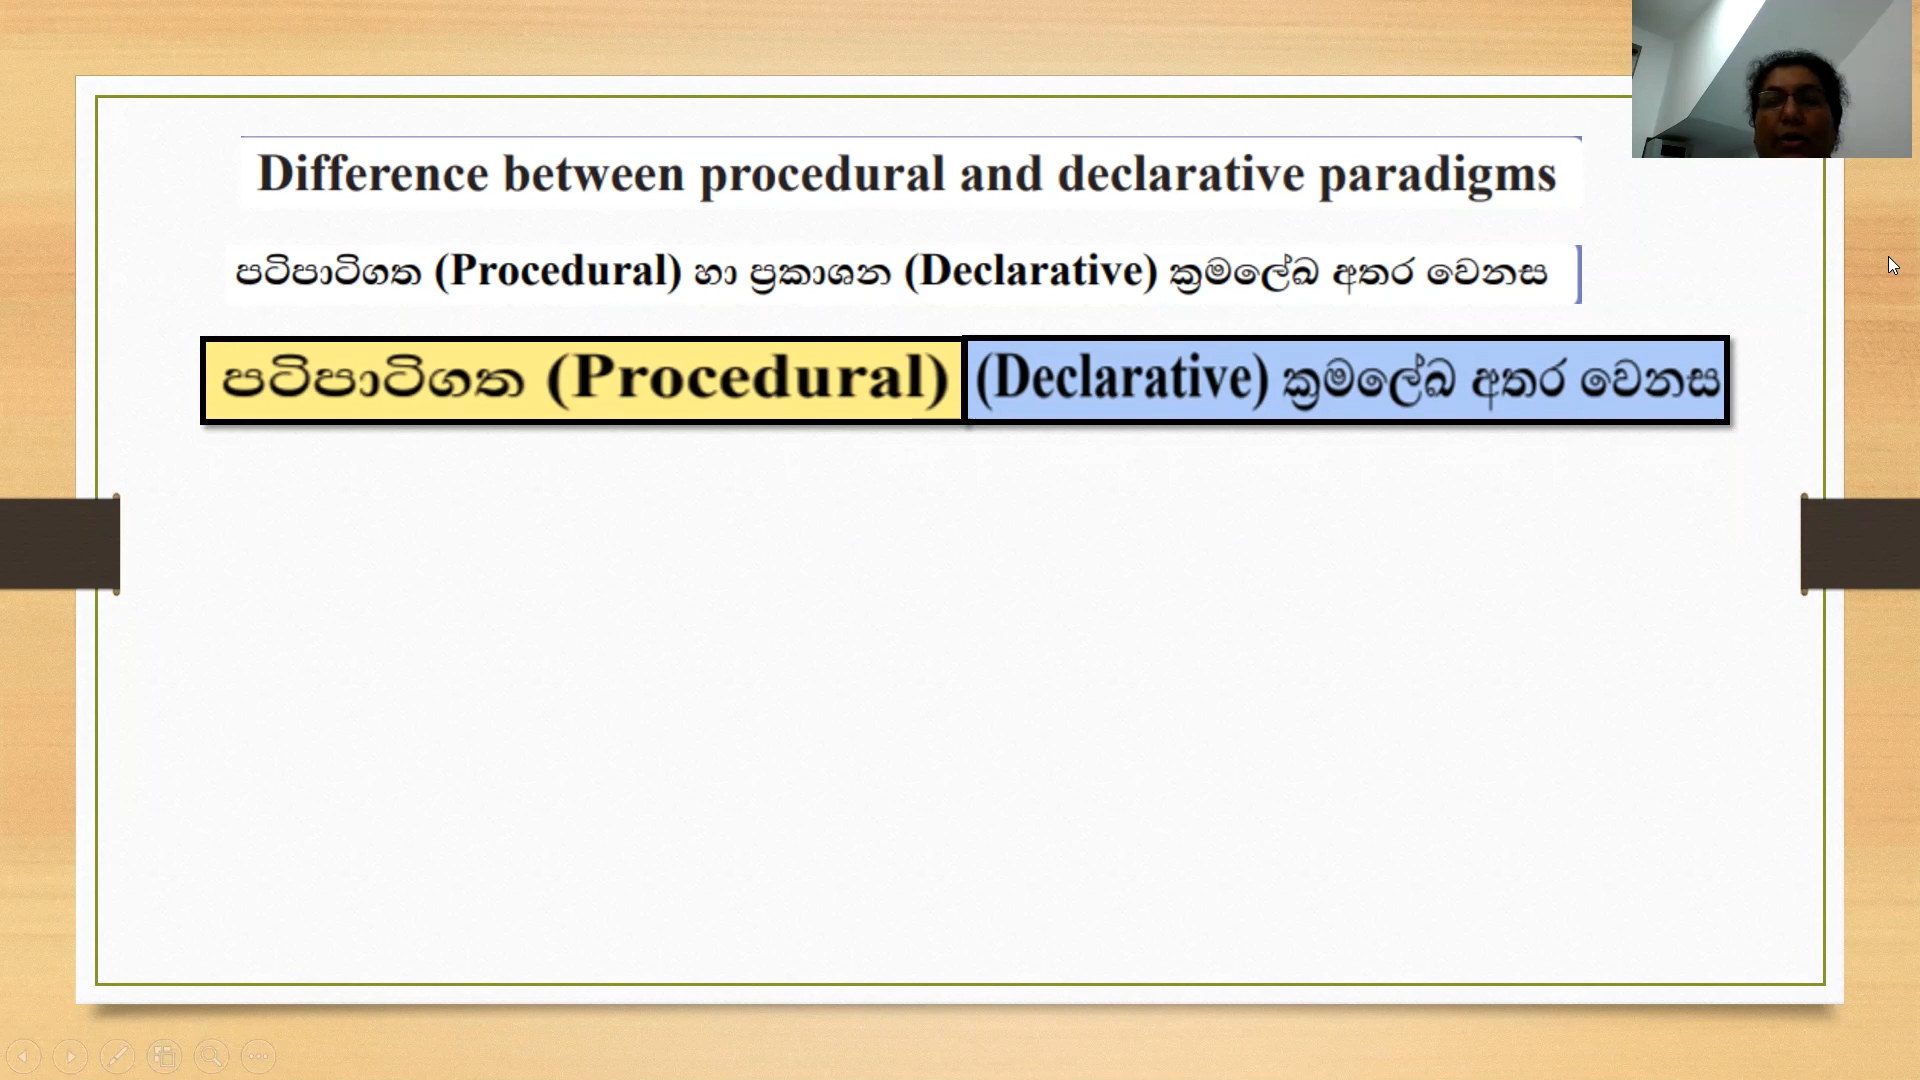 Difference between procedural and declarative paradigms
පටිපාටිගත (Procedural) හා ප්‍රකාශන (Declarative) ක්‍රමලේඛ අතර වෙනස
පටිපාටිගත (Procedural) (Declarative) ක්‍රමලේඛ අතර වෙනස